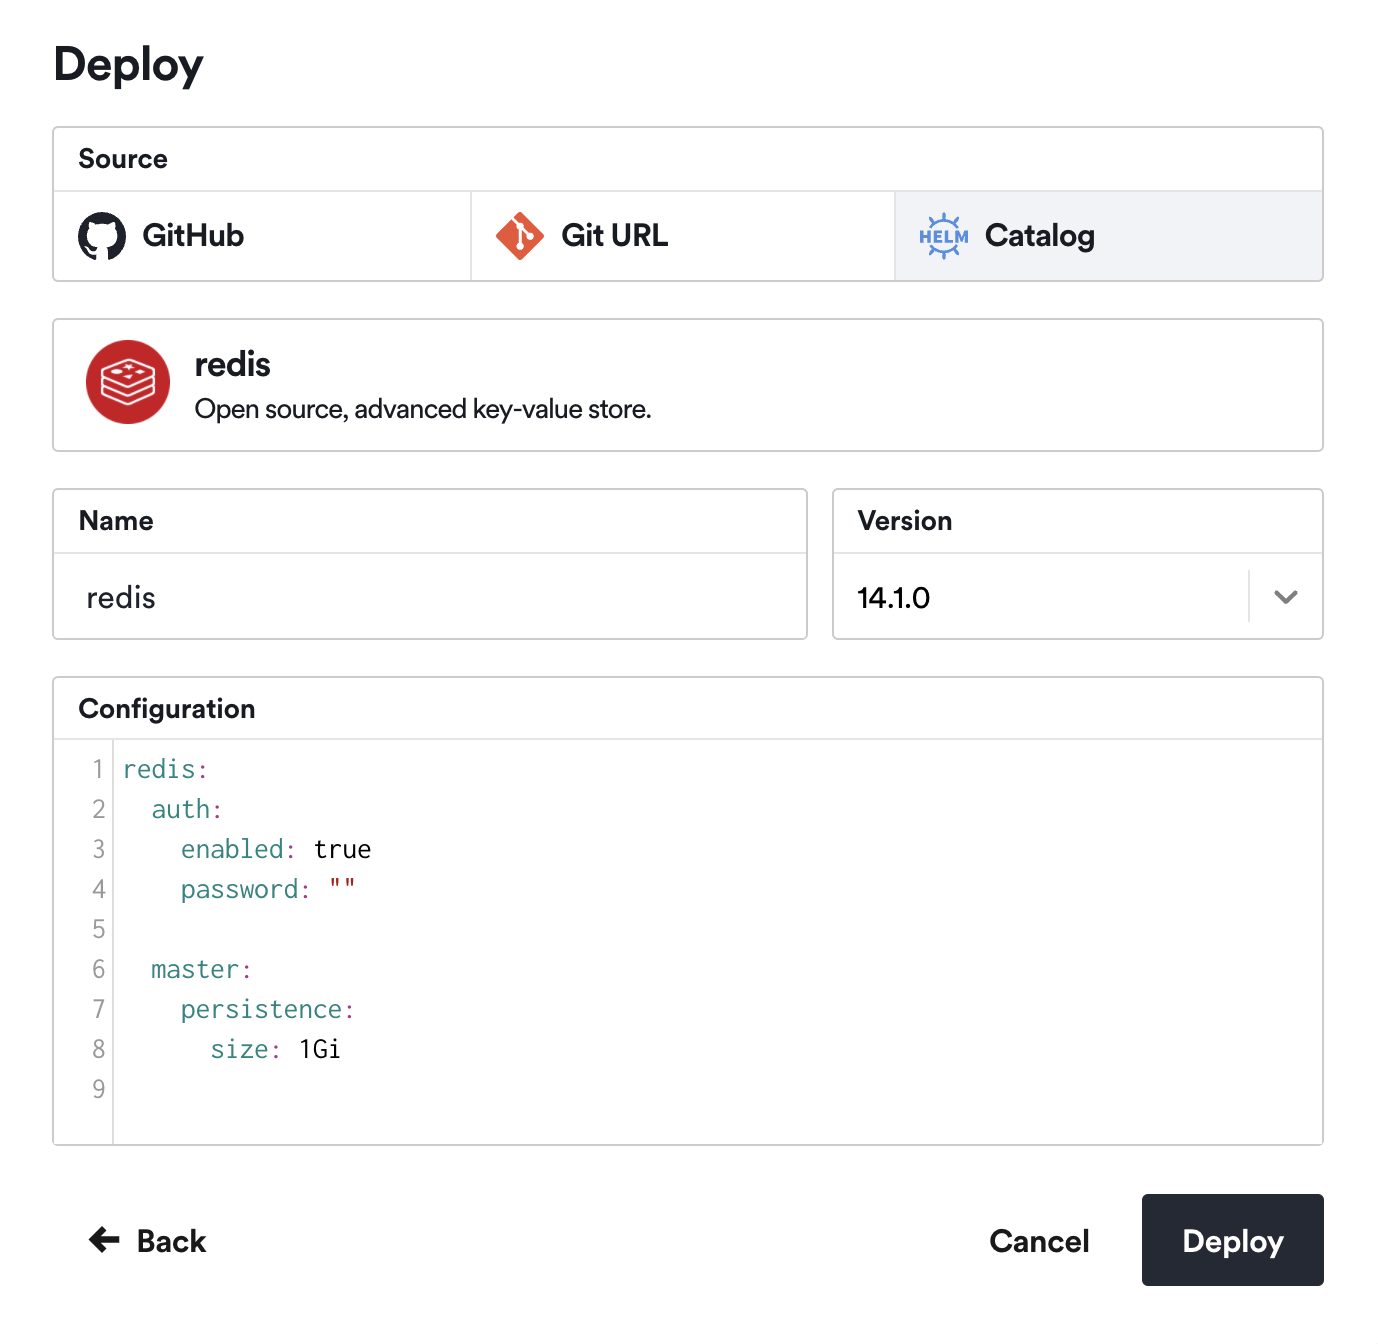 Deploy
Source
GitHub
Git URL
HELM Catalog
redis
Open source, advanced key-value store.
Name
Version
redis
14.1.0
Configuration
1 redis:
2   auth:
3     enabled: true
4     password: ""
5
6   master:
7     persistence:
8       size: 1Gi
9
Back
Cancel
Deploy